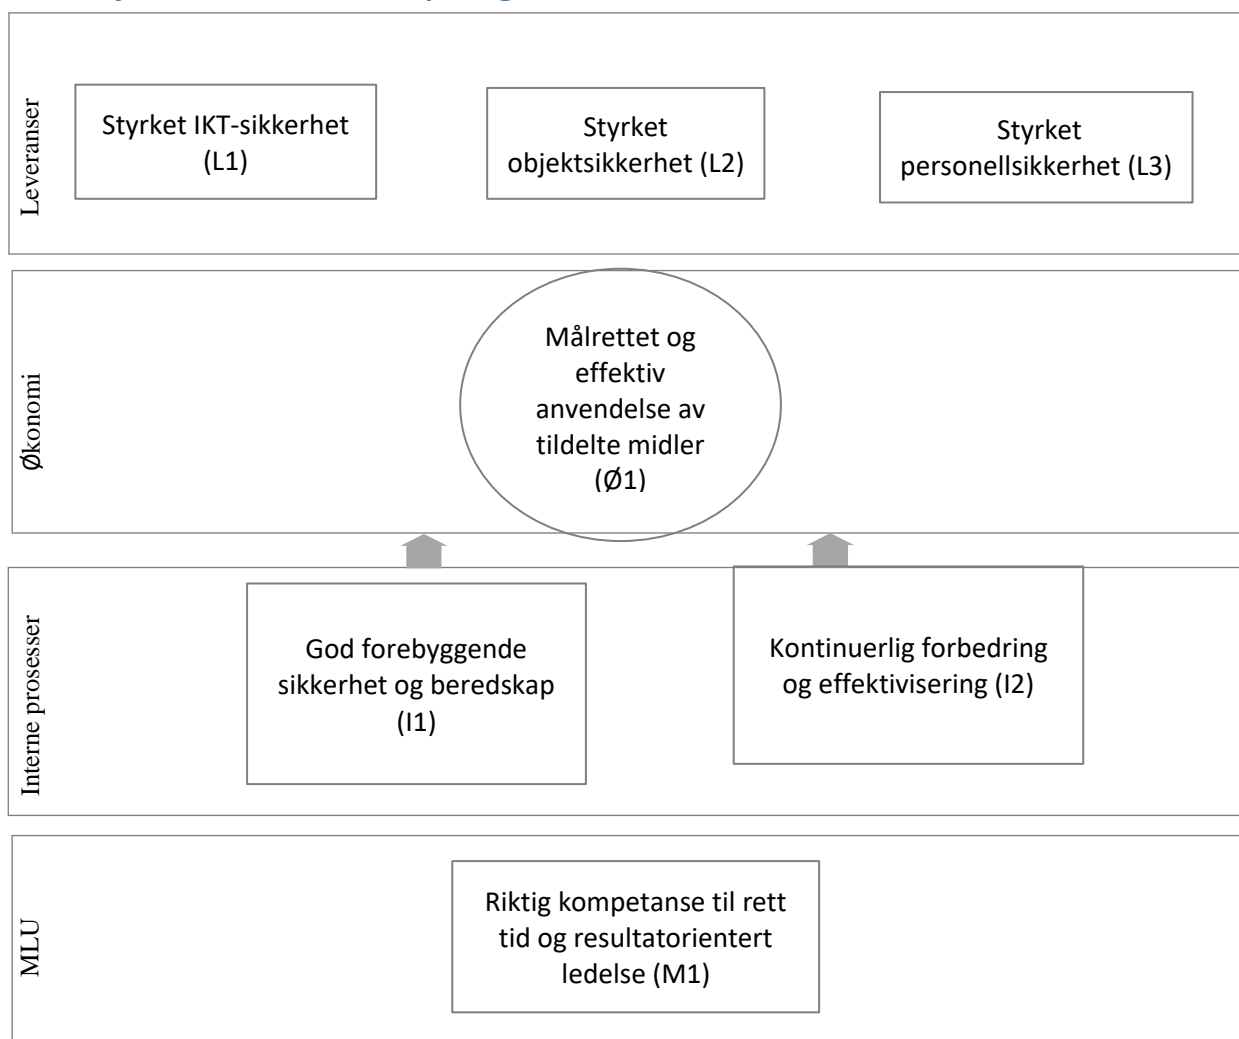 Leveranser
Styrket IKT-sikkerhet
(L1)
Styrket
objektsikkerhet (L2)
Styrket
personellsikkerhet (L3)
Økonomi
Målrettet og
effektiv
anvendelse av
tildelte midler
(Ø1)
Interne prosesser
God forebyggende
sikkerhet og beredskap
(I1)
Kontinuerlig forbedring
og effektivisering (I2)
MLU
Riktig kompetanse til rett
tid og resultatorientert
ledelse (M1)